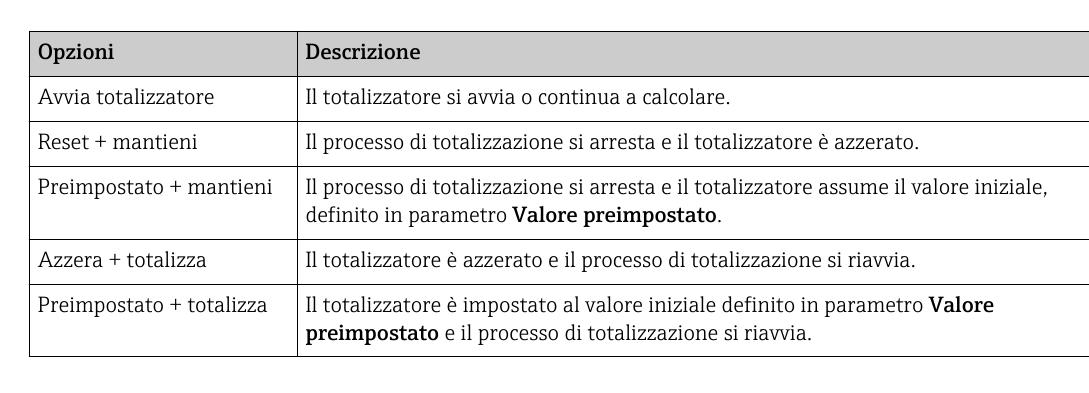 Opzioni Descrizione
Avvia totalizzatore Il totalizzatore si avvia o continua a calcolare.
Reset + mantieni Il processo di totalizzazione si arresta e il totalizzatore è azzerato.
Preimpostato + mantieni Il processo di totalizzazione si arresta e il totalizzatore assume il valore iniziale,
definito in parametro Valore preimpostato.
Azzera + totalizza Il totalizzatore è azzerato e il processo di totalizzazione si riavvia.
Preimpostato + totalizza Il totalizzatore è impostato al valore iniziale definito in parametro Valore
preimpostato e il processo di totalizzazione si riavvia.